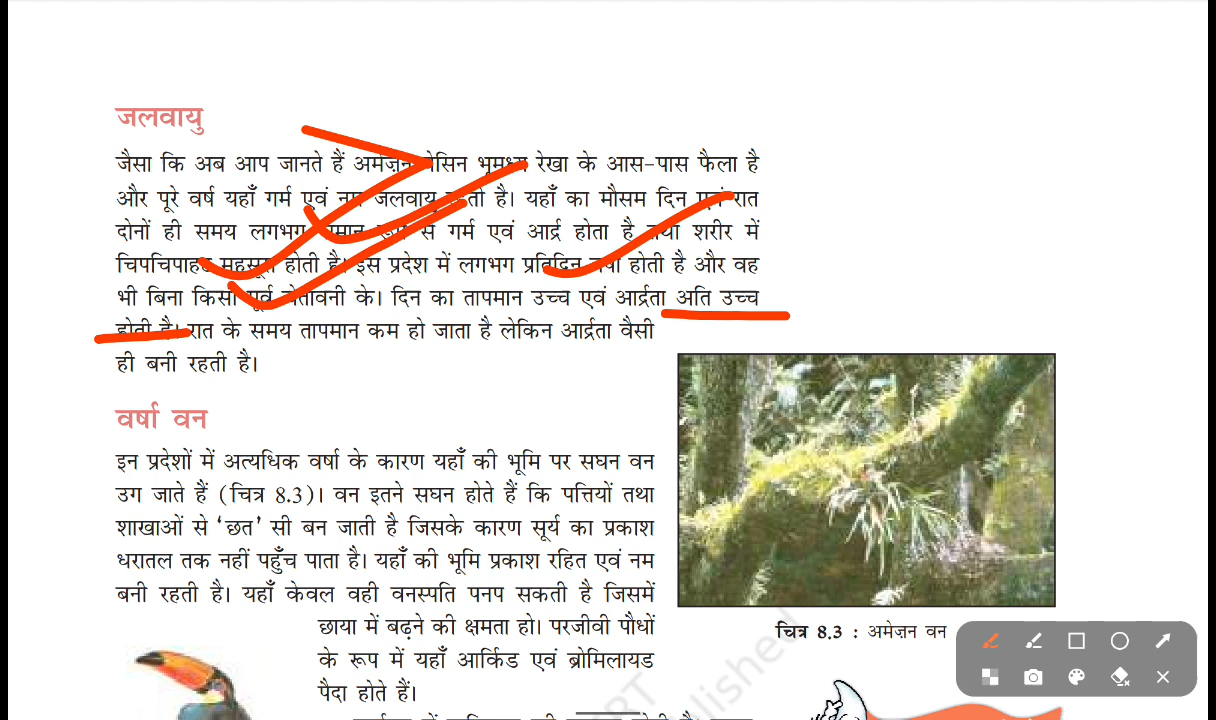 जलवायु
जैसा कि अब आप जानते हैं अमेज़न बेसिन भूमध्य रेखा के आस-पास फैला है
और पूरे वर्ष यहाँ गर्म एवं नम जलवायु रहती है। यहाँ का मौसम दिन एवं रात
दोनों ही समय लगभग समान रूप से गर्म एवं आर्द्र होता है तथा शरीर में
चिपचिपाहट महसूस होती है। इस प्रदेश में लगभग प्रतिदिन वर्षा होती है और वह
भी बिना किसी पूर्व चेतावनी के। दिन का तापमान उच्च एवं आर्द्रता अति उच्च
होती है। रात के समय तापमान कम हो जाता है लेकिन आर्द्रता वैसी
ही बनी रहती है।
वर्षा वन
इन प्रदेशों में अत्यधिक वर्षा के कारण यहाँ की भूमि पर सघन वन
उग जाते हैं (चित्र 8.3)। वन इतने सघन होते हैं कि पत्तियों तथा
शाखाओं से ‘छत’ सी बन जाती है जिसके कारण सूर्य का प्रकाश
धरातल तक नहीं पहुँच पाता है। यहाँ की भूमि प्रकाश रहित एवं नम
बनी रहती है। यहाँ केवल वही वनस्पति पनप सकती है जिसमें
छाया में बढ़ने की क्षमता हो। परजीवी पौधों
के रूप में यहाँ आर्किड एवं ब्रोमिलायड
पैदा होते हैं।
चित्र 8.3 : अमेज़न वन